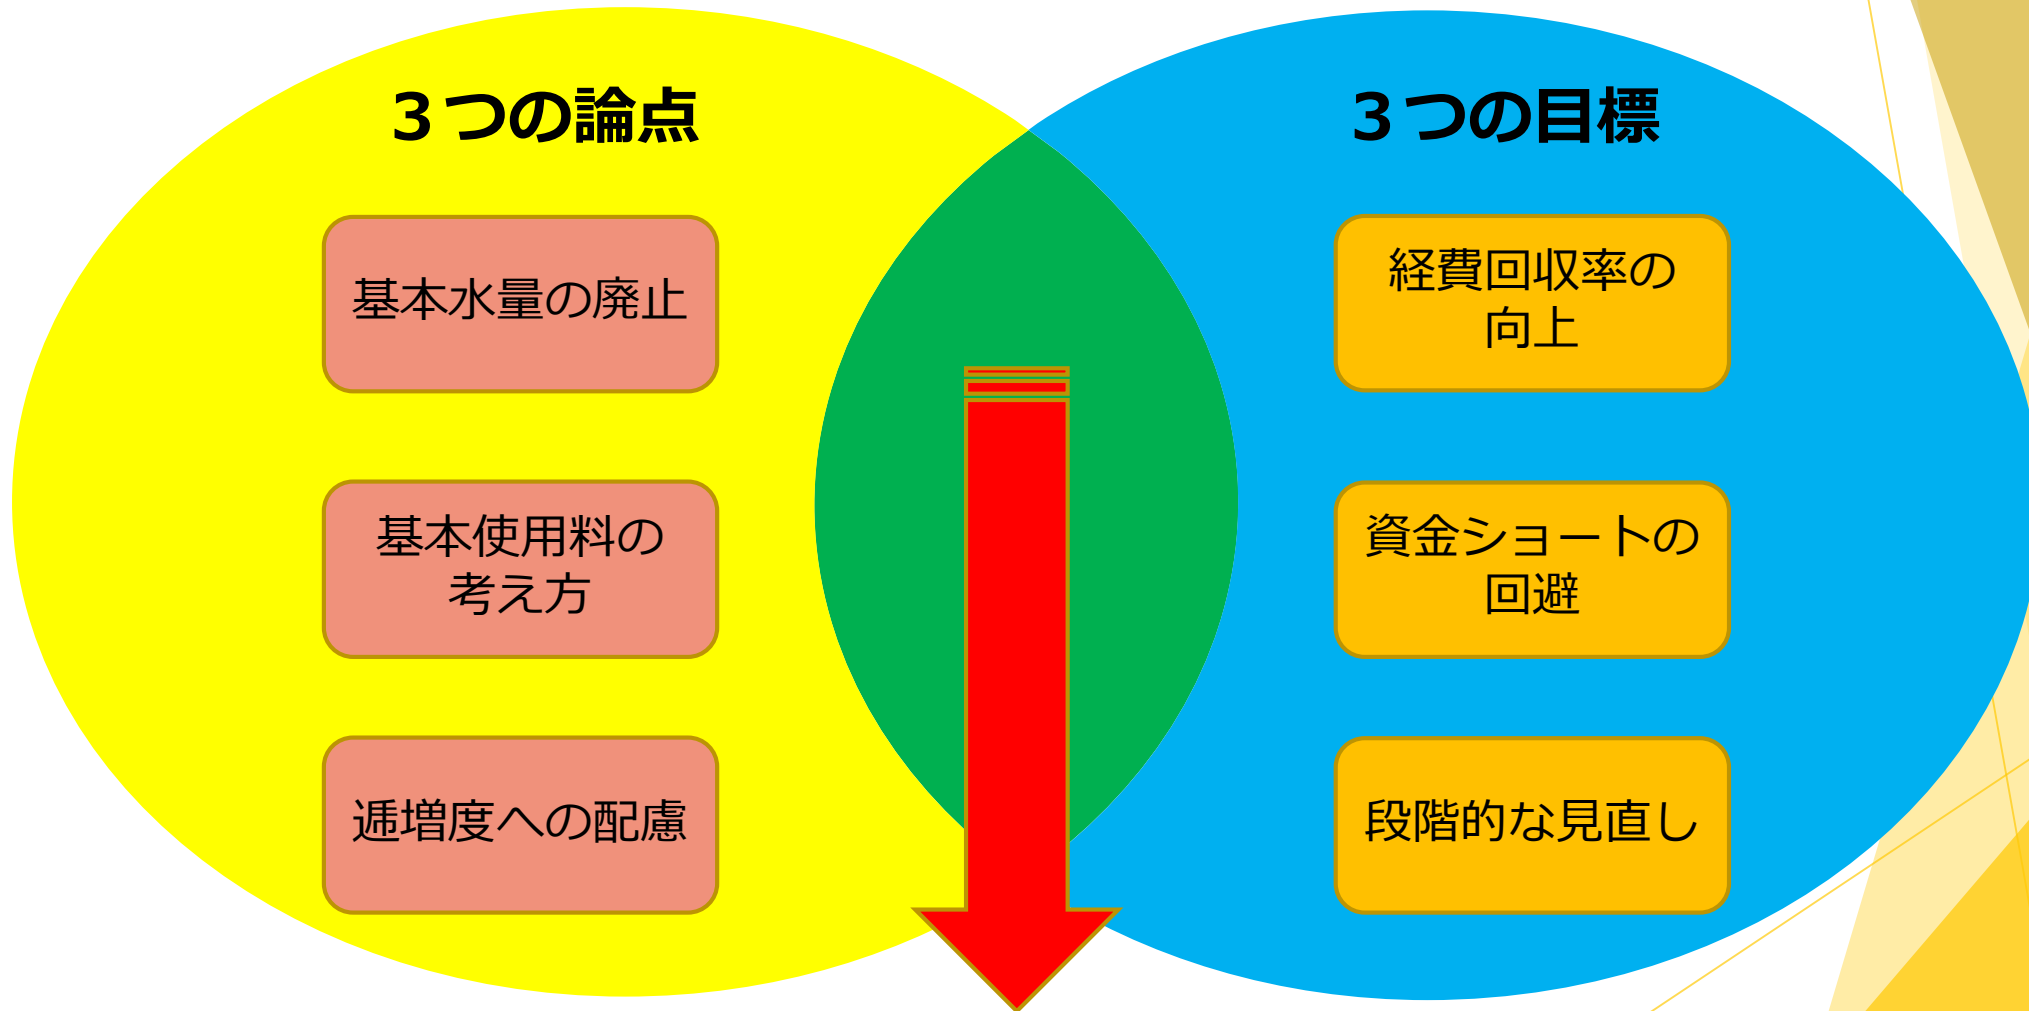 ３つの論点
基本水量の廃止
基本使用料の
考え方
逓増度への配慮
３つの目標
経費回収率の
向上
資金ショートの
回避
段階的な見直し